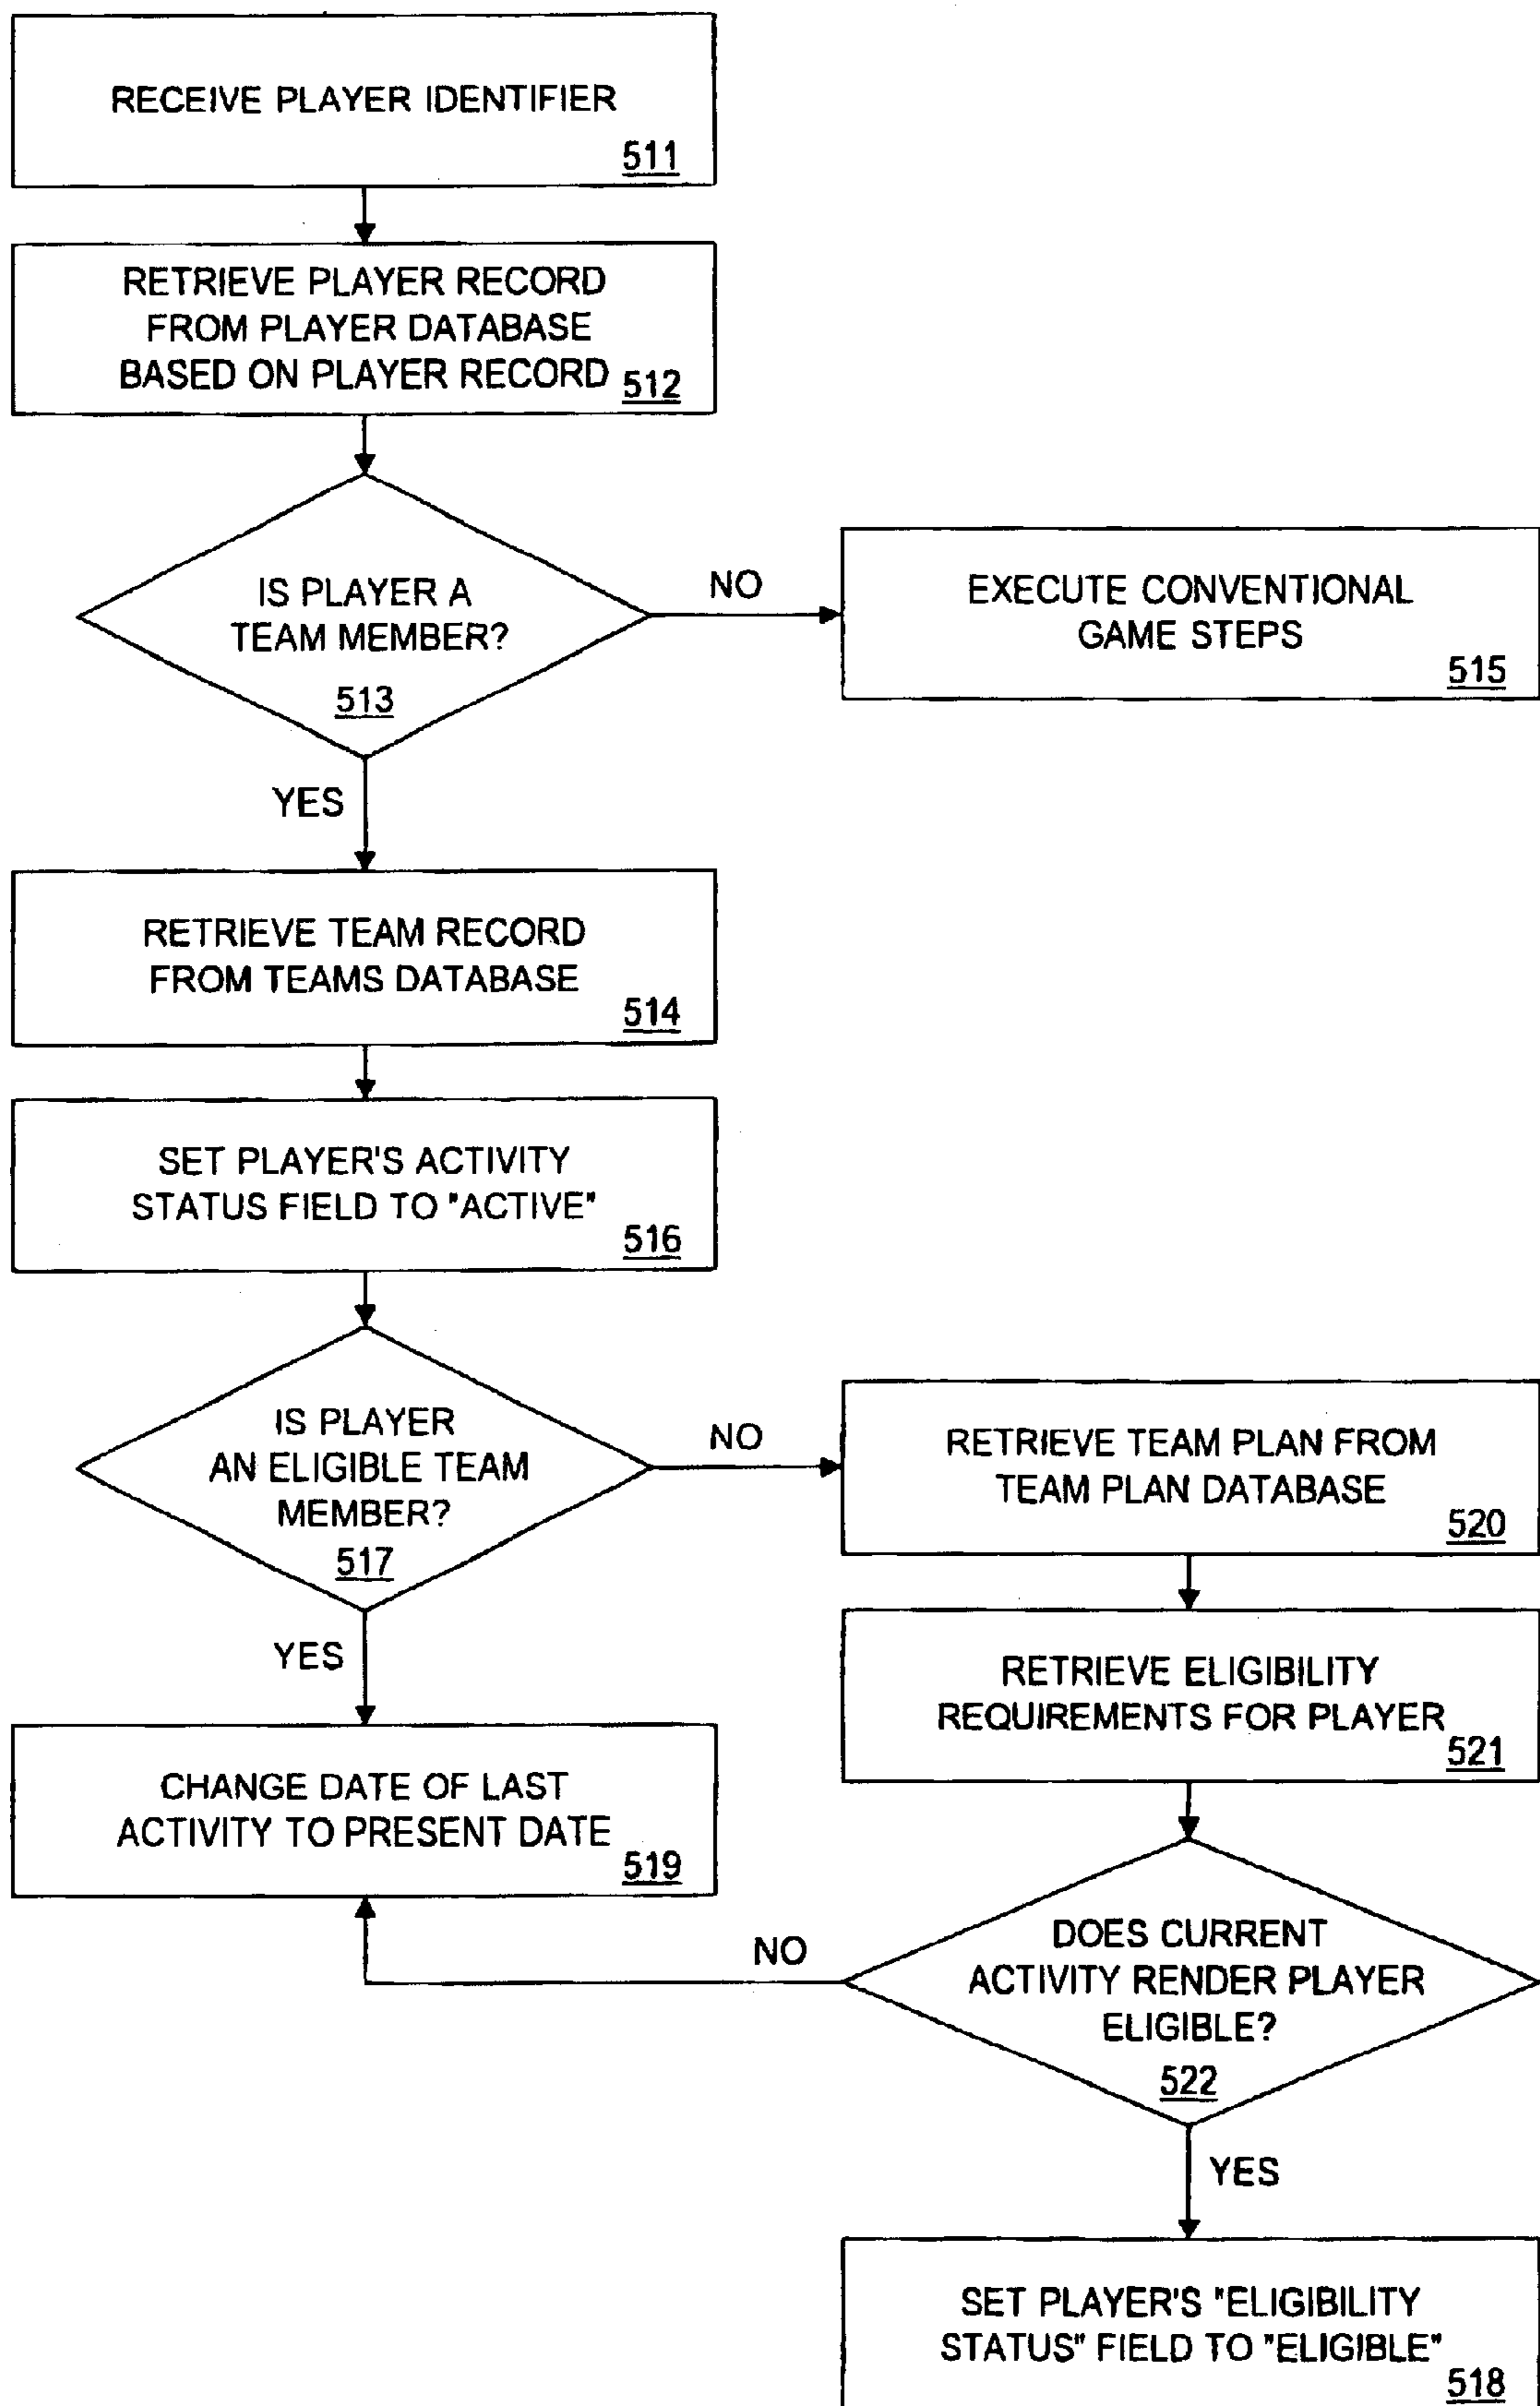 RECEIVE PLAYER IDENTIFIER
511
RETRIEVE PLAYER RECORD
FROM PLAYER DATABASE
BASED ON PLAYER RECORD 512
IS PLAYER A
TEAM MEMBER?
513
NO
EXECUTE CONVENTIONAL
GAME STEPS
515
YES
RETRIEVE TEAM RECORD
FROM TEAMS DATABASE
514
SET PLAYER'S ACTIVITY
STATUS FIELD TO "ACTIVE"
516
IS PLAYER
AN ELIGIBLE TEAM
MEMBER?
517
NO
RETRIEVE TEAM PLAN FROM
TEAM PLAN DATABASE
520
YES
RETRIEVE ELIGIBILITY
REQUIREMENTS FOR PLAYER
521
CHANGE DATE OF LAST
ACTIVITY TO PRESENT DATE
519
NO
DOES CURRENT
ACTIVITY RENDER PLAYER
ELIGIBLE?
522
YES
SET PLAYER'S "ELIGIBILITY
STATUS" FIELD TO "ELIGIBLE"
518